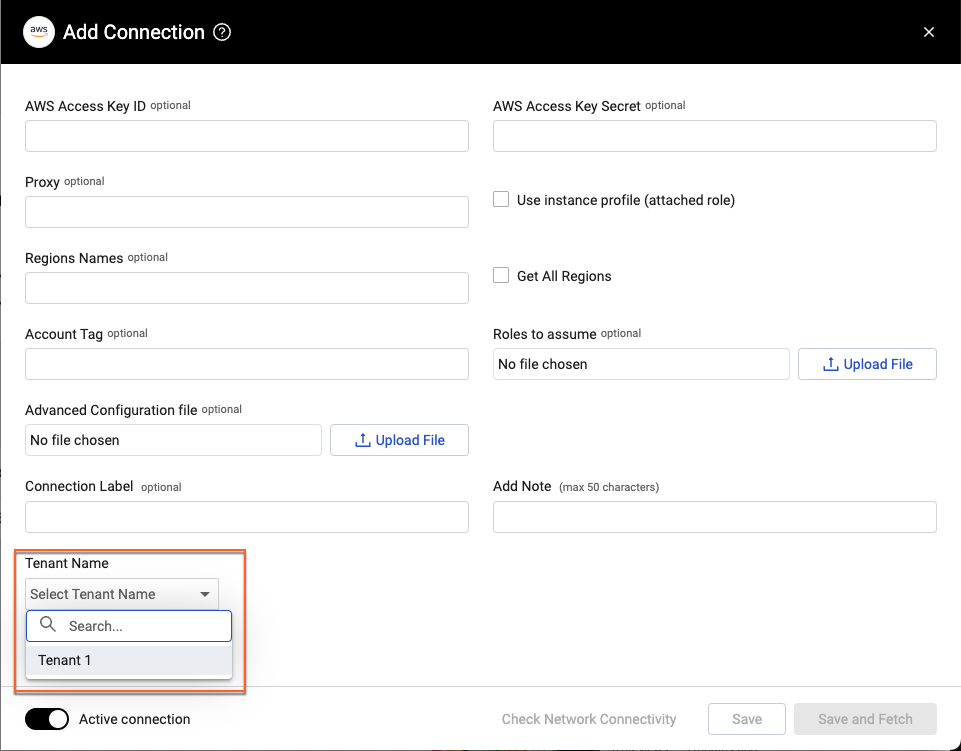 aws Add Connection ?
AWS Access Key ID optional
AWS Access Key Secret optional
Proxy optional
Use instance profile (attached role)
Regions Names optional
Get All Regions
Account Tag optional
Roles to assume optional
No file chosen
Upload File
Advanced Configuration file optional
No file chosen
Upload File
Connection Label optional
Add Note (max 50 characters)
Tenant Name
Select Tenant Name
Search...
Tenant 1
Active connection
Check Network Connectivity
Save
Save and Fetch